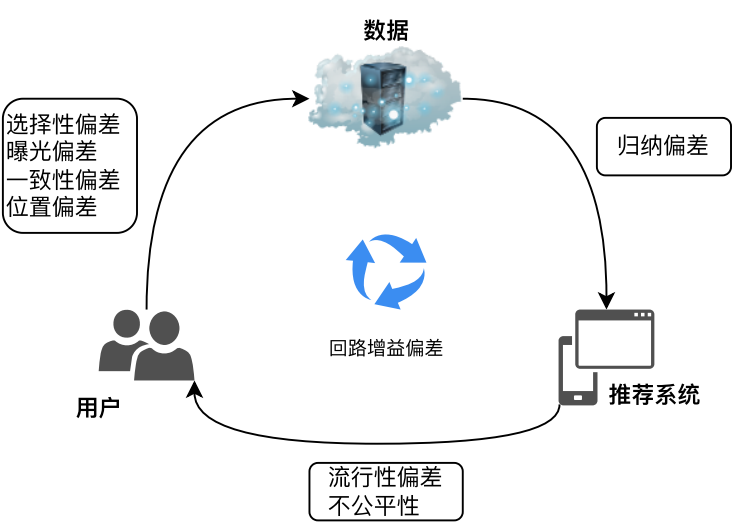 数据
选择性偏差
曝光偏差
一致性偏差
位置偏差
归纳偏差
回路增益偏差
用户
推荐系统
流行性偏差
不公平性